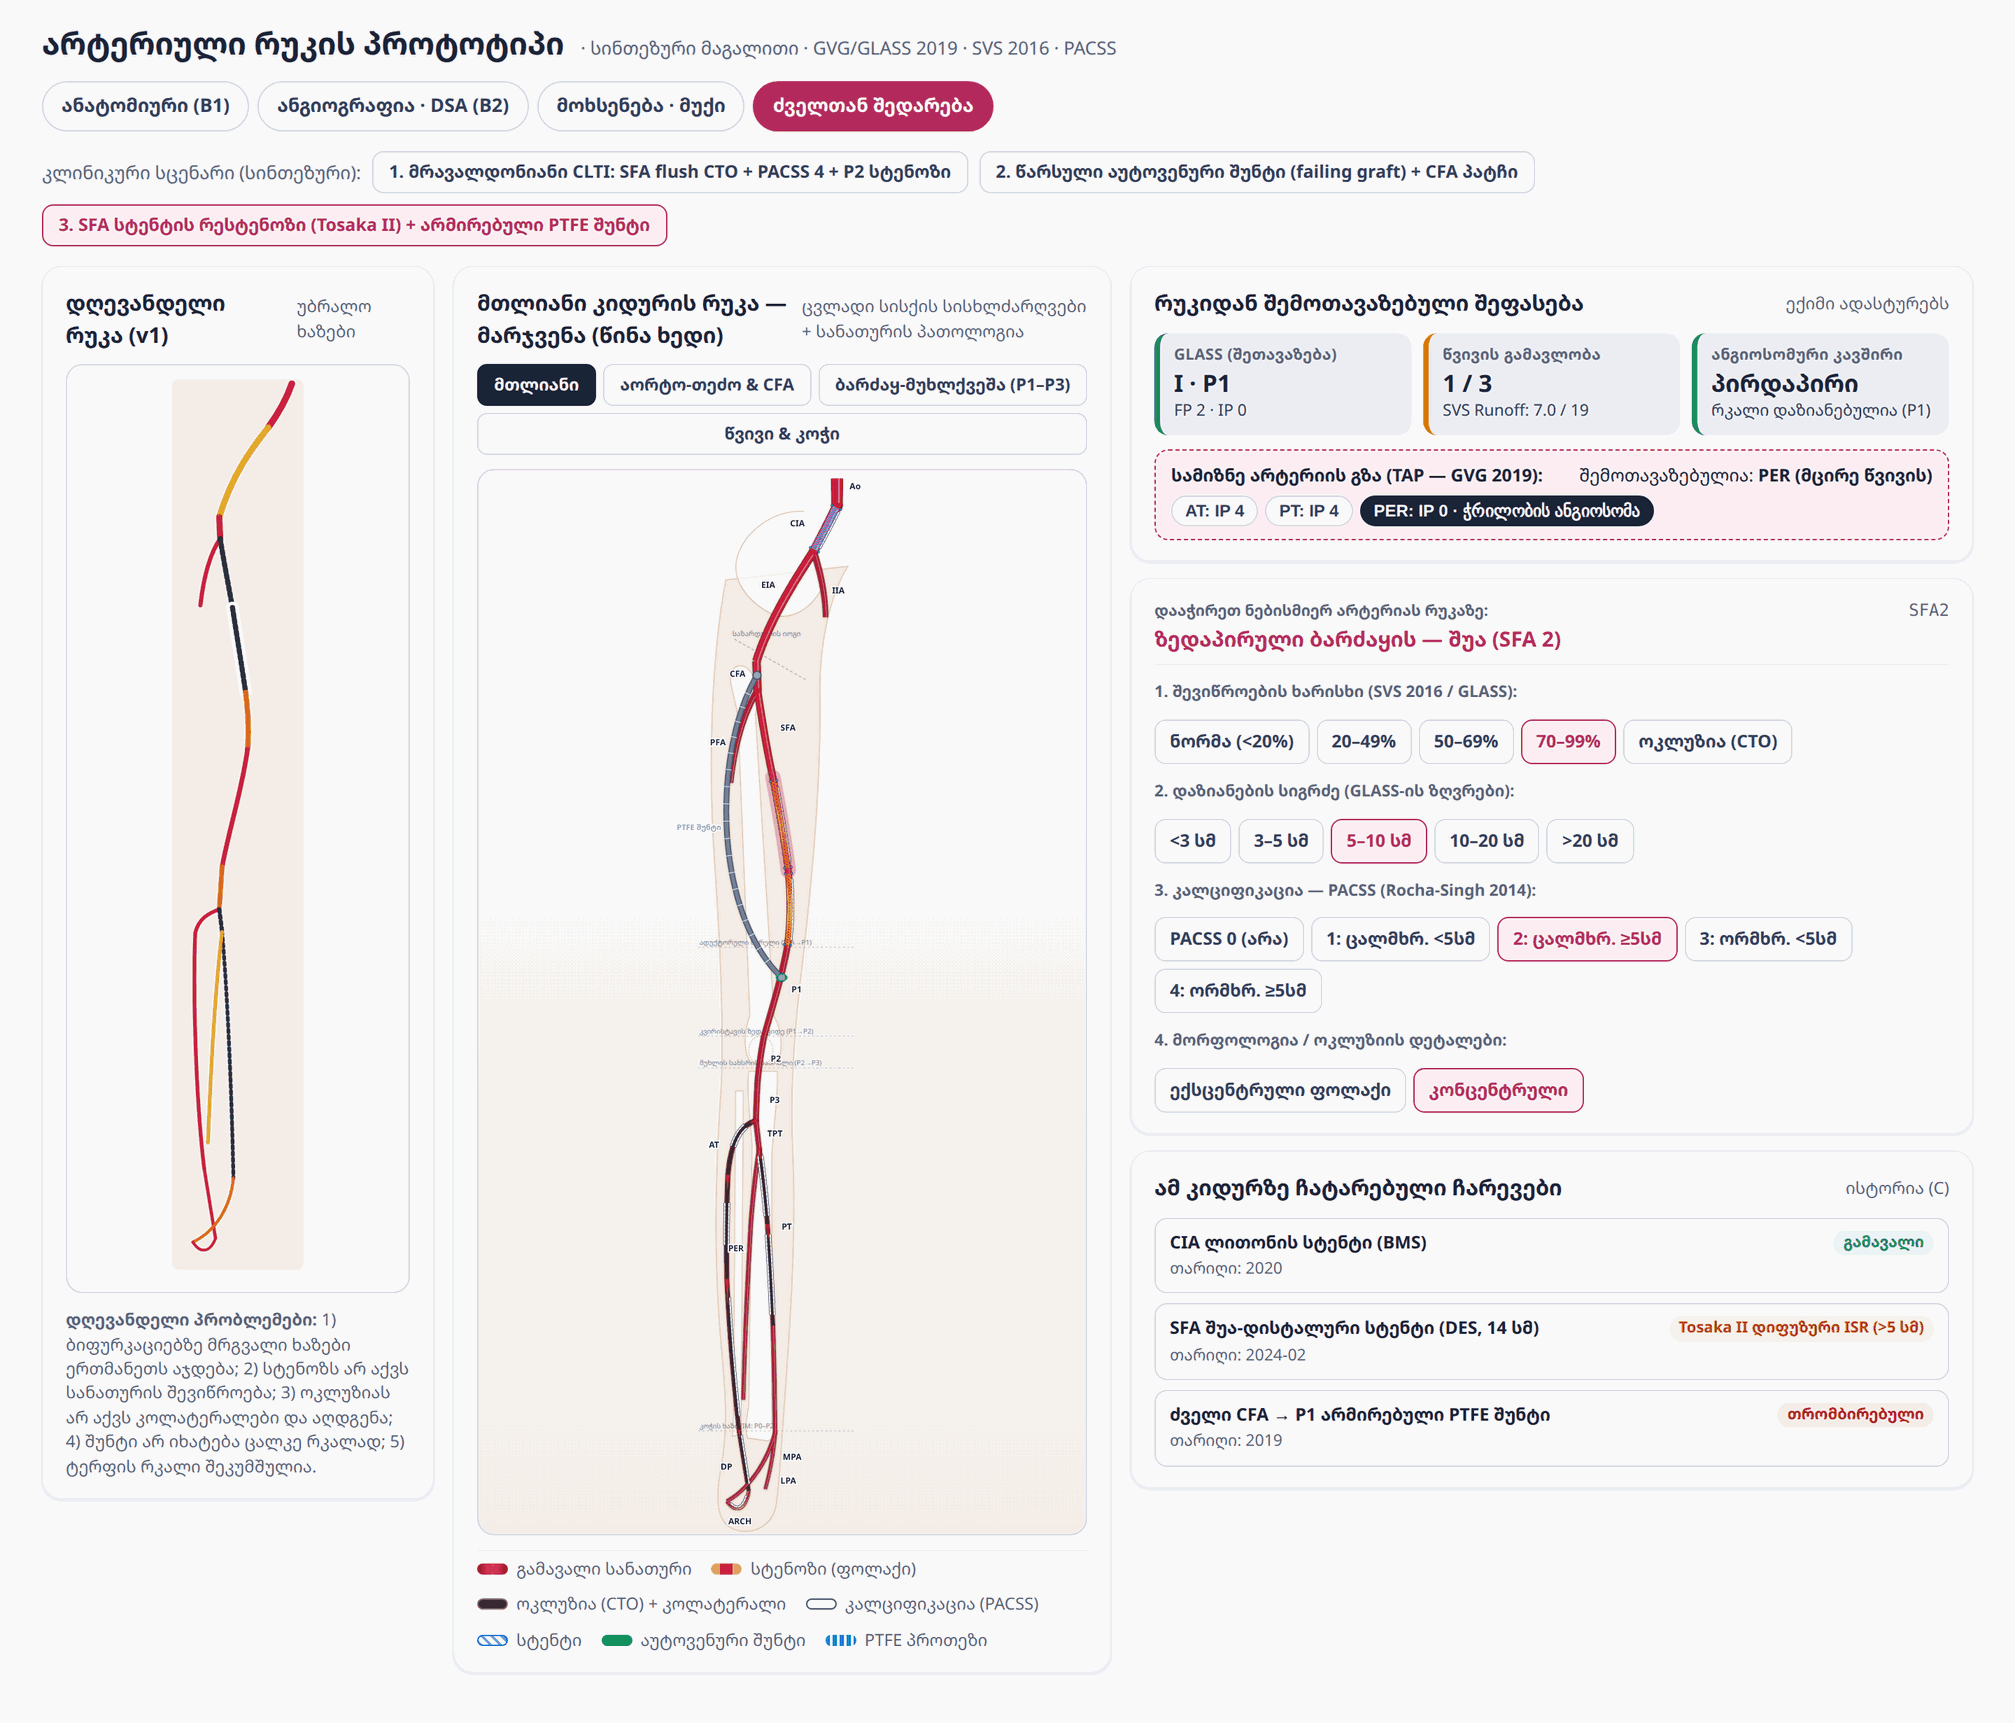 არტერიული რუკის პროტოტიპი · სინთეზური მაგალითი · GVG/GLASS 2019 · SVS 2016 · PACSS
ანატომიური (B1)
ანგიოგრაფია · DSA (B2)
მოხსენება · მუქი
ძველთან შედარება
კლინიკური სცენარი (სინთეზური):
1. მრავალდონიანი CLTI: SFA flush CTO + PACSS 4 + P2 სტენოზი
2. წარსული აუტოვენური შუნტი (failing graft) + CFA პატჩი
3. SFA სტენტის რესტენოზი (Tosaka II) + არმირებული PTFE შუნტი
დღევანდელი
რუკა (v1)
უბრალო
ხაზები
დღევანდელი პრობლემები: 1)
ბიფურკაციებზე მრგვალი ხაზები
ერთმანეთს აჯდება; 2) სტენოზს არ აქვს
სანათურის შევიწროება; 3) ოკლუზიას
არ აქვს კოლატერალები და აღდგენა;
4) შუნტი არ იხატება ცალკე რკალად; 5)
ტერფის რკალი შეკუმშულია.
მთლიანი კიდურის რუკა —
მარჯვენა (წინა ხედი)
ცვლადი სისქის სისხლძარღვები
+ სანათურის პათოლოგია
მთლიანი
აორტო-თეძო & CFA
ბარძაყ-მუხლქვეშა (P1–P3)
წვივი & კოჭი
Ao
CIA
EIA
IIA
CFA
SFA
PFA
PTFE შუნტი
P1
P2
P3
AT
TPT
PT
PER
MPA
DP
LPA
ARCH
გამავალი სანათური
სტენოზი (ფოლაქი)
ოკლუზია (CTO) + კოლატერალი
კალციფიკაცია (PACSS)
სტენტი
აუტოვენური შუნტი
PTFE პროთეზი
რუკიდან შემოთავაზებული შეფასება
ექიმი ადასტურებს
GLASS (შეთავაზება)
I · P1
FP 2 · IP 0
წვივის გამავლობა
1 / 3
SVS Runoff: 7.0 / 19
ანგიოსომური კავშირი
პირდაპირი
რკალი დაზიანებულია (P1)
სამიზნე არტერიის გზა (TAP — GVG 2019):
შემოთავაზებულია: PER (მცირე წვივის)
AT: IP 4
PT: IP 4
PER: IP 0 · ჭრილობის ანგიოსომა
დააჭირეთ ნებისმიერ არტერიას რუკაზე:
SFA2
ზედაპირული ბარძაყის — შუა (SFA 2)
1. შევიწროების ხარისხი (SVS 2016 / GLASS):
ნორმა (<20%)
20–49%
50–69%
70–99%
ოკლუზია (CTO)
2. დაზიანების სიგრძე (GLASS-ის ზღვრები):
<3 სმ
3–5 სმ
5–10 სმ
10–20 სმ
>20 სმ
3. კალციფიკაცია — PACSS (Rocha-Singh 2014):
PACSS 0 (არა)
1: ცალმხრ. <5სმ
2: ცალმხრ. ≥5სმ
3: ორმხრ. <5სმ
4: ორმხრ. ≥5სმ
4. მორფოლოგია / ოკლუზიის დეტალები:
ექსცენტრული ფოლაქი
კონცენტრული
ამ კიდურზე ჩატარებული ჩარევები
ისტორია (C)
CIA ლითონის სტენტი (BMS)
გამავალი
თარიღი: 2020
SFA შუა-დისტალური სტენტი (DES, 14 სმ)
Tosaka II დიფუზური ISR (>5 სმ)
თარიღი: 2024-02
ძველი CFA → P1 არმირებული PTFE შუნტი
თრომბირებული
თარიღი: 2019